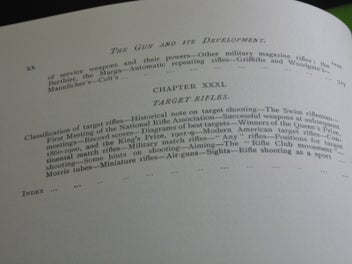 THE GUN AND ITS DEVELOPMENT.
xx
of service weapons and their powers—Other military magazine rifles; the
Berthier, the Marga—Automatic repeating rifles—Griffiths and Woodgate's—
Mannlicher's—Colt's ... ... ... ... ... ... 717
CHAPTER XXXI.
TARGET RIFLES.
Classification of target rifles—Historical note on target shooting—The Swiss rifleman—
First Meeting of the National Rifle Association—Successful weapons at subsequent
meetings—Record scores—Diagrams of best targets—Winners of the Queen's Prize,
1860-1900, and the King's Prize, 1901-9—Modern American target rifles—Con-
tinental match rifles—Military match rifles—"Any" rifles—Positions for target
shooting—Some hints on shooting—Aiming—The "Rifle Club movement"—
Morris tubes—Miniature rifles—Air-guns—Sights—Rifle shooting as a sport ...
INDEX ... ...